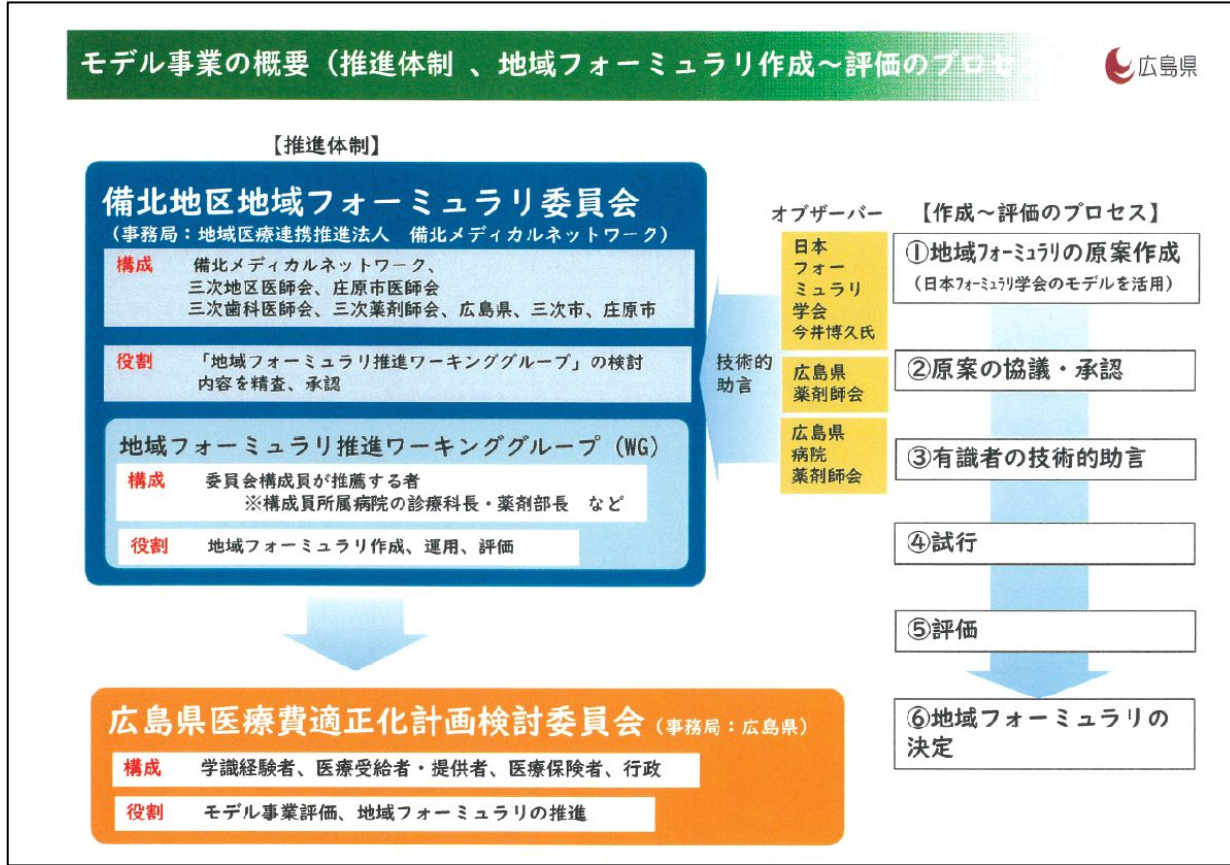 モデル事業の概要（推進体制 、地域フォーミュラリ作成～評価のプロセス
広島県
【推進体制】
備北地区地域フォーミュラリ委員会
（事務局：地域医療連携推進法人　備北メディカルネットワーク）
構成　備北メディカルネットワーク、
三次地区医師会、庄原市医師会
三次歯科医師会、三次薬剤師会、広島県、三次市、庄原市
役割　「地域フォーミュラリ推進ワーキンググループ」の検討
内容を精査、承認
地域フォーミュラリ推進ワーキンググループ（WG）
構成　委員会構成員が推薦する者
※構成員所属病院の診療科長・薬剤部長　など
役割　地域フォーミュラリ作成、運用、評価
技術的
助言
オブザーバー
日本
フォー
ミュラリ
学会
今井博久氏
広島県
薬剤師会
広島県
病院
薬剤師会
広島県医療費適正化計画検討委員会（事務局：広島県）
構成　学識経験者、医療受給者・提供者、医療保険者、行政
役割　モデル事業評価、地域フォーミュラリの推進
【作成～評価のプロセス】
①地域フォーミュラリの原案作成
（日本フォーミュラリ学会のモデルを活用）
②原案の協議・承認
③有識者の技術的助言
④試行
⑤評価
⑥地域フォーミュラリの
決定